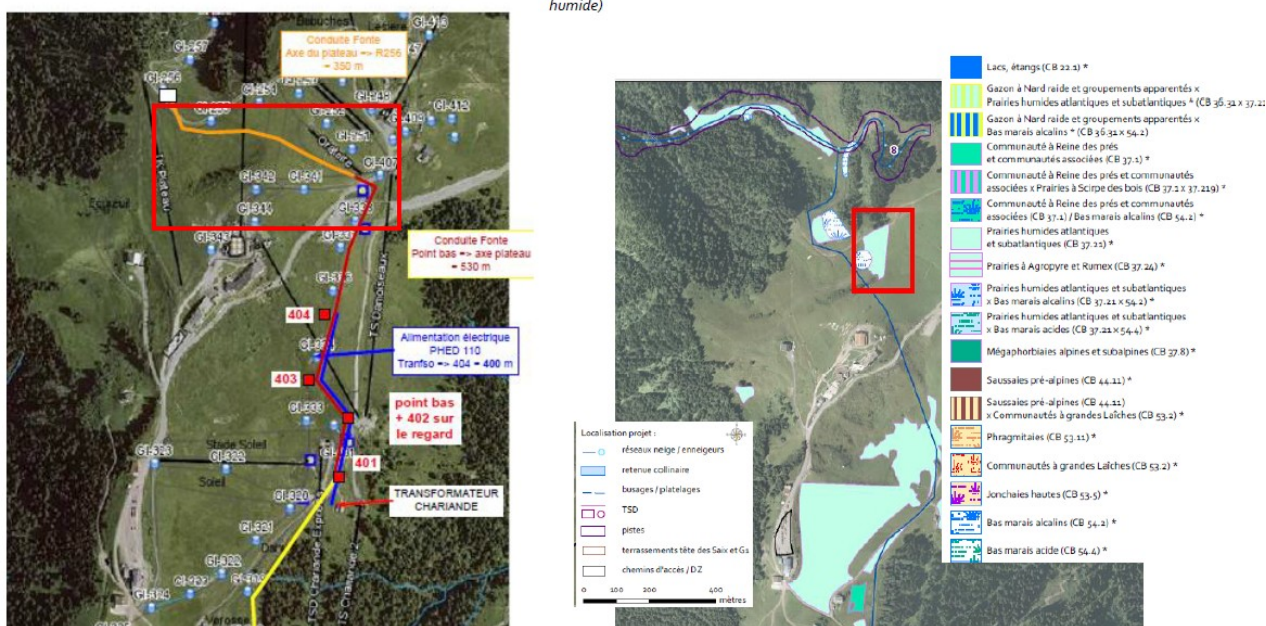 humide)
Debuches
Conduite Fonte
Axe du plateau => R256
= 350 m
GI-256
GI-412
GI-251
GI-407
GI-342
GI-341
GI-344
GI-343
Conduite Fonte
Point bas => axe plateau
= 530 m
TS Damoiseaux
404
Alimentation électrique
PHED 110
Transfso => 404 = 400 m
403
GI-333
point bas
+ 402 sur
le regard
Stade Soleil
GI-323
GI-322
Soleil
401
GI-320
TRANSFORMATEUR
CHARIANDE
GI-321
GI-322
GI-324
8
Lacs, étangs (CB 22.1) *
Gazon à Nard raide et groupements apparentés x
Prairies humides atlantiques et subatlantiques * (CB 36.31 x 37.22
Gazon à Nard raide et groupements apparentés x
Bas marais alcalins * (CB 36.31 x 54.2)
Communauté à Reine des prés
et communautés associées (CB 37.1) *
Communauté à Reine des prés et communautés
associées x Prairies à Scirpe des bois (CB 37.1 x 37.219) *
Communauté à Reine des prés et communautés
associées (CB 37.1) / Bas marais alcalins (CB 54.2) *
Prairies humides atlantiques
et subatlantiques (CB 37.21) *
Prairies à Agropyre et Rumex (CB 37.24) *
Prairies humides atlantiques et subatlantiques
x Bas marais alcalins (CB 37.21 x 54.2) *
Prairies humides atlantiques et subatlantiques
x Bas marais acides (CB 37.21 x 54.4) *
Mégaphorbiaies alpines et subalpines (CB 37.8) *
Saussaies pré-alpines (CB 44.11) *
Saussaies pré-alpines (CB 44.11)
x Communautés à grandes Laîches (CB 53.2) *
Phragmitaies (CB 53.11) *
Communautés à grandes Laîches (CB 53.2) *
Jonchaies hautes (CB 53.5) *
Bas marais alcalins (CB 54.2) *
Bas marais acide (CB 54.4) *
Localisation projet :
réseaux neige / enneigeurs
retenue collinaire
busages / platelages
TSD
pistes
terrassements tête des Saix et G1
chemins d'accès / DZ
0 100 200 400
mètres